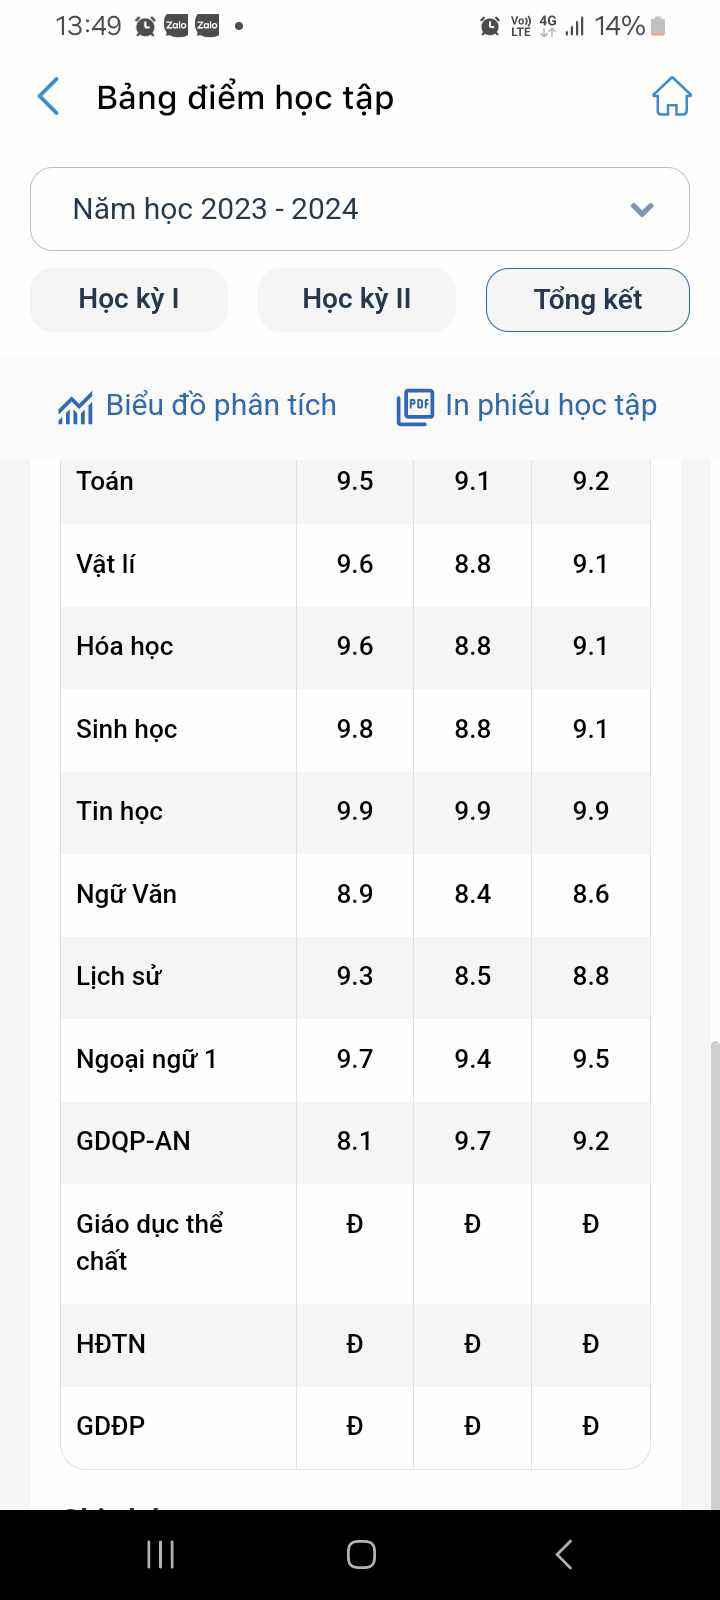 13:49 Zalo Zalo Vo)) LTE 4G 14%
Bảng điểm học tập
Năm học 2023 - 2024
Học kỳ I Học kỳ II Tổng kết
Biểu đồ phân tích PDF In phiếu học tập
Toán 9.5 9.1 9.2
Vật lí 9.6 8.8 9.1
Hóa học 9.6 8.8 9.1
Sinh học 9.8 8.8 9.1
Tin học 9.9 9.9 9.9
Ngữ Văn 8.9 8.4 8.6
Lịch sử 9.3 8.5 8.8
Ngoại ngữ 1 9.7 9.4 9.5
GDQP-AN 8.1 9.7 9.2
Giáo dục thể Đ Đ Đ
chất
HĐTN Đ Đ Đ
GDĐP Đ Đ Đ